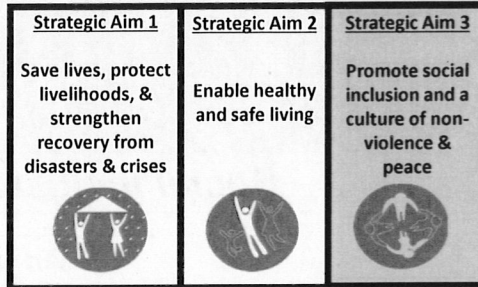 Strategic Aim 1
Save lives, protect
livelihoods, &
strengthen
recovery from
disasters & crises
Strategic Aim 2
Enable healthy
and safe living
Strategic Aim 3
Promote social
inclusion and a
culture of non-
violence &
peace